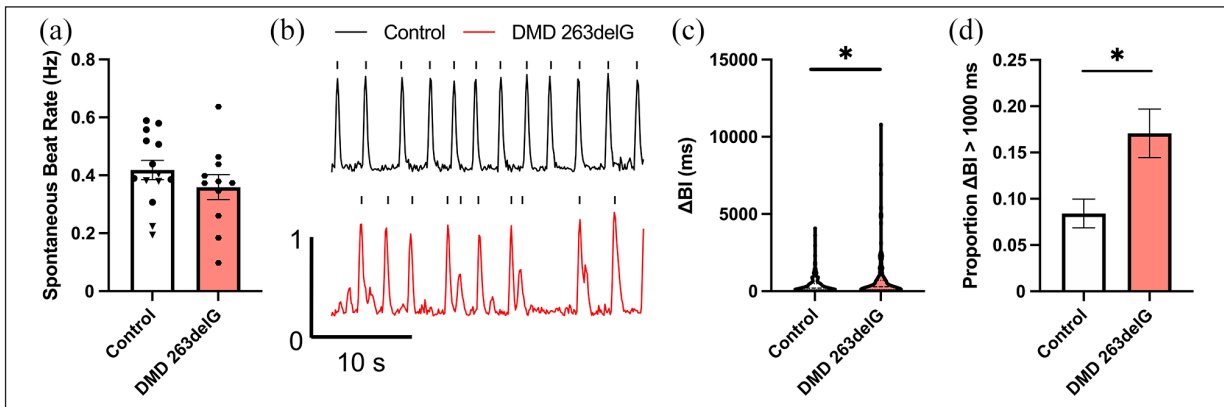 (a)
Spontaneous Beat Rate (Hz)
0.8
0.6
0.4
0.2
0
Control
DMD 263delG
(b)
Control
DMD 263delG
1
0
10 s
(c)
ΔBI (ms)
15000
10000
5000
0
*
Control
DMD 263delG
(d)
Proportion ΔBI > 1000 ms
0.25
0.20
0.15
0.10
0.05
0
*
Control
DMD 263delG